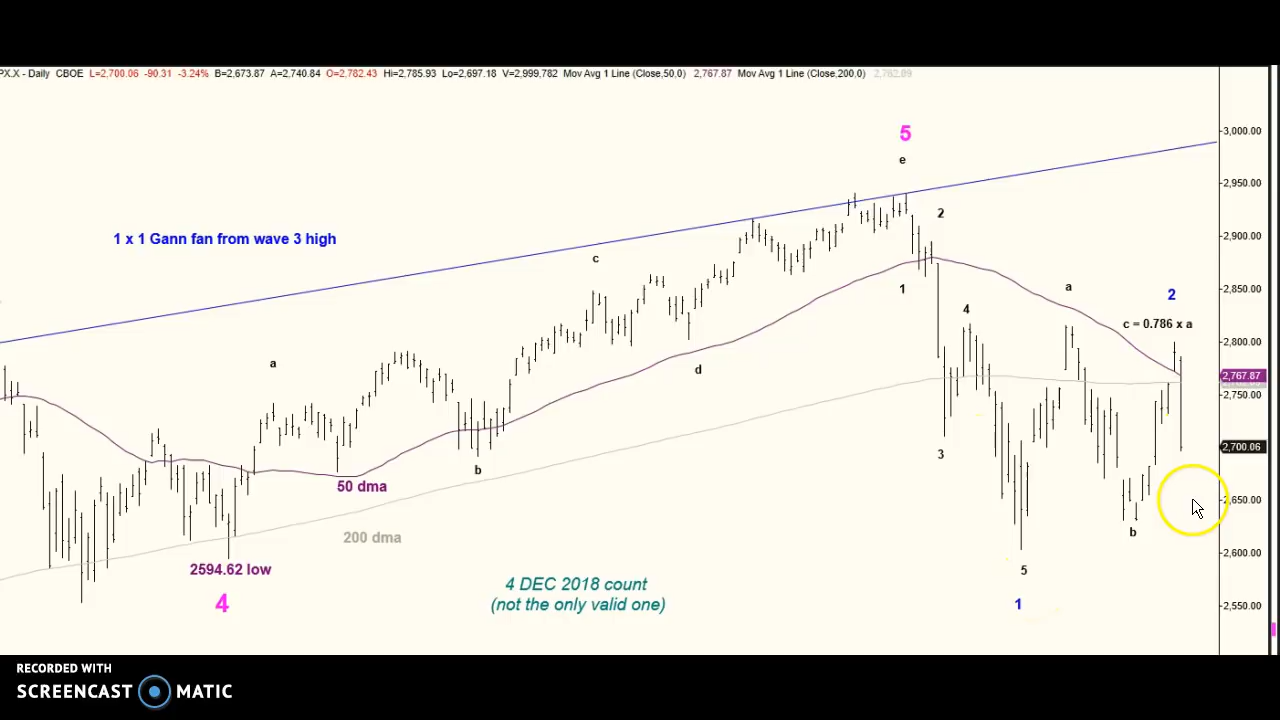 PX.X - Daily CBOE L=2,700.06 -90.31 -3.24% B=2,673.87 A=2,740.84 O=2,782.43 Hi=2,785.93 Lo=2,697.18 V=2,999.782 Mov Avg 1 Line (Close,50,0) 2,767.87 Mov Avg 1 Line (Close,200,0) 2,762.09
3,000.00
5
e
2,950.00
2
1 x 1 Gann fan from wave 3 high
2,900.00
c
1
a
2,850.00
2
4
c = 0.786 x a
2,800.00
a
d
2,767.87
2,750.00
3
2,700.06
b
50 dma
2,650.00
200 dma
b
2,600.00
2594.62 low
5
4 DEC 2018 count
(not the only valid one)
4
1
2,550.00
RECORDED WITH
SCREENCAST MATIC